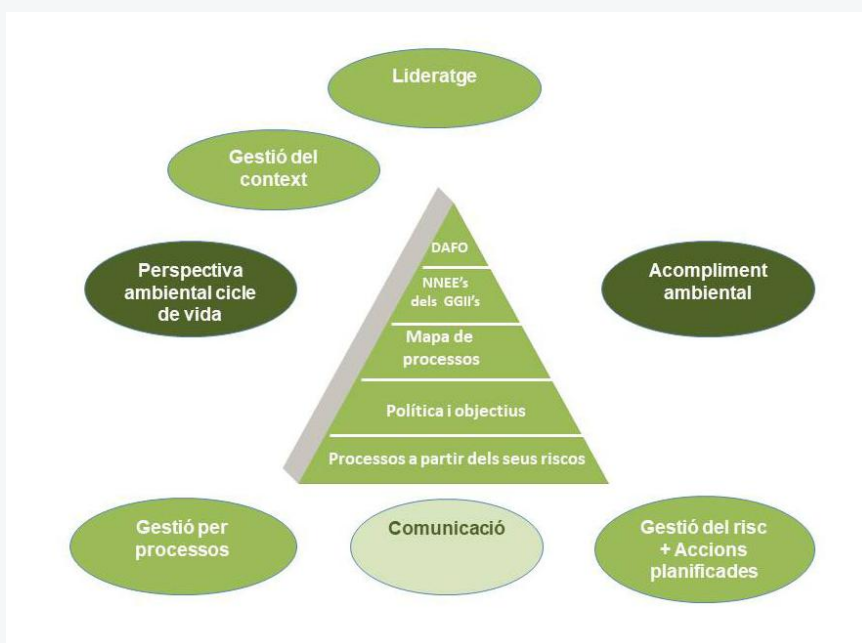 Lideratge
Gestió del
context
Perspectiva
ambiental cicle
de vida
Acompliment
ambiental
DAFO
NNEE's
dels GGII's
Mapa de
processos
Política i objectius
Processos a partir dels seus riscos
Gestió per
processos
Comunicació
Gestió del risc
+ Accions
planificades